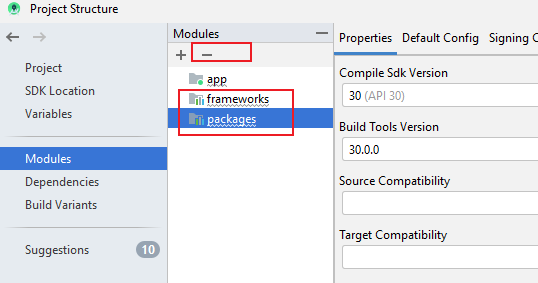 Project Structure
Project
SDK Location
Variables
Modules
Dependencies
Build Variants
Suggestions 10
Modules
app
frameworks
packages
Properties Default Config Signing C
Compile Sdk Version
30 (API 30)
Build Tools Version
30.0.0
Source Compatibility
Target Compatibility